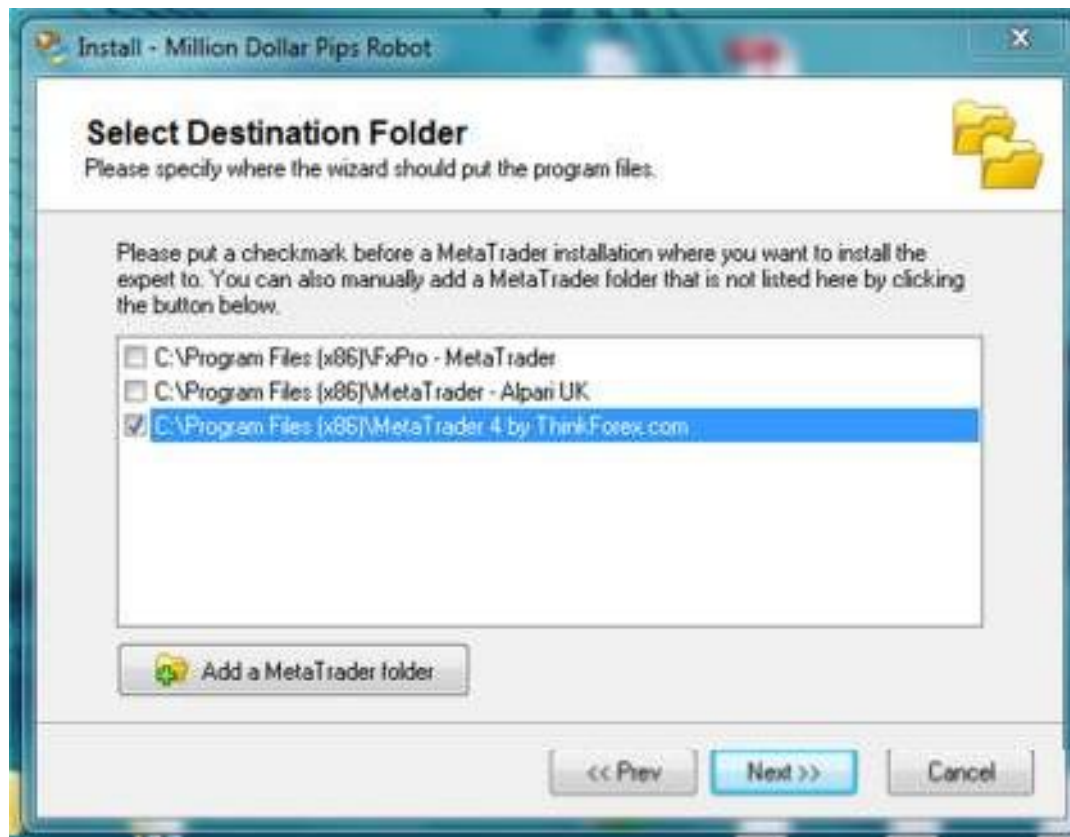 Install - Million Dollar Pips Robot
Select Destination Folder
Please specify where the wizard should put the program files.
Please put a checkmark before a MetaTrader installation where you want to install the
expert to. You can also manually add a MetaTrader folder that is not listed here by clicking
the button below.
C:\Program Files (x86)\FxPro - MetaTrader
C:\Program Files (x86)\MetaTrader - Alpari UK
C:\Program Files (x86)\MetaTrader 4 by ThinkForex.com
Add a MetaTrader folder
<< Prev
Next >>
Cancel